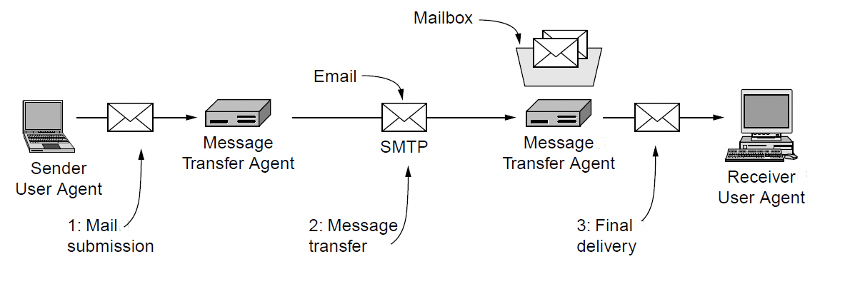 Mailbox
Email
SMTP
Sender
User Agent
Message
Transfer Agent
Message
Transfer Agent
Receiver
User Agent
1: Mail
submission
2: Message
transfer
3: Final
delivery